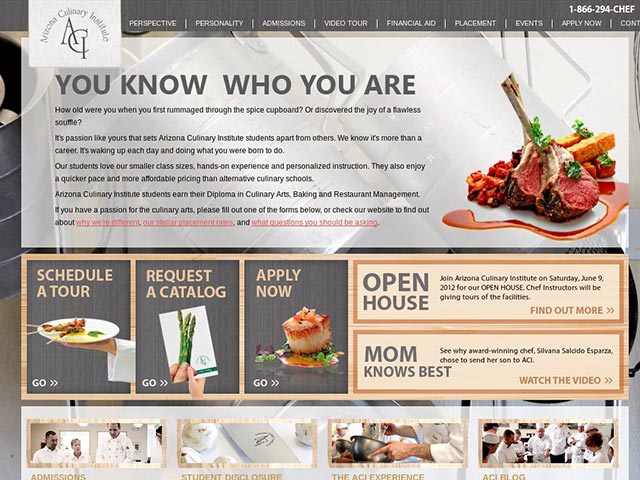 1-866-294-CHEF
Arizona Culinary Institute
ACI
PERSPECTIVE | PERSONALITY | ADMISSIONS | VIDEO TOUR | FINANCIAL AID | PLACEMENT | EVENTS | APPLY NOW | CONT
YOU KNOW WHO YOU ARE
How old were you when you first rummaged through the spice cupboard? Or discovered the joy of a flawless
soufflé?
It's passion like yours that sets Arizona Culinary Institute students apart from others. We know it's more than a
career. It's waking up each day and doing what you were born to do.
Our students love our smaller class sizes, hands-on experience and personalized instruction. They also enjoy
a quicker pace and more affordable pricing than alternative culinary schools.
Arizona Culinary Institute students earn their Diploma in Culinary Arts, Baking and Restaurant Management.
If you have a passion for the culinary arts, please fill out one of the forms below, or check our website to find out
about why we're different, our stellar placement rates, and what questions you should be asking.
SCHEDULE
A TOUR
GO »
REQUEST
A CATALOG
GO »
APPLY
NOW
GO »
OPEN
HOUSE
Join Arizona Culinary Institute on Saturday, June 9,
2012 for our OPEN HOUSE. Chef Instructors will be
giving tours of the facilities.
FIND OUT MORE »
MOM
KNOWS BEST
See why award-winning chef, Silvana Salcido Esparza,
chose to send her son to ACI.
WATCH THE VIDEO »
ADMISSIONS
STUDENT DISCLOSURE
THE ACI EXPERIENCE
ACI BLOG